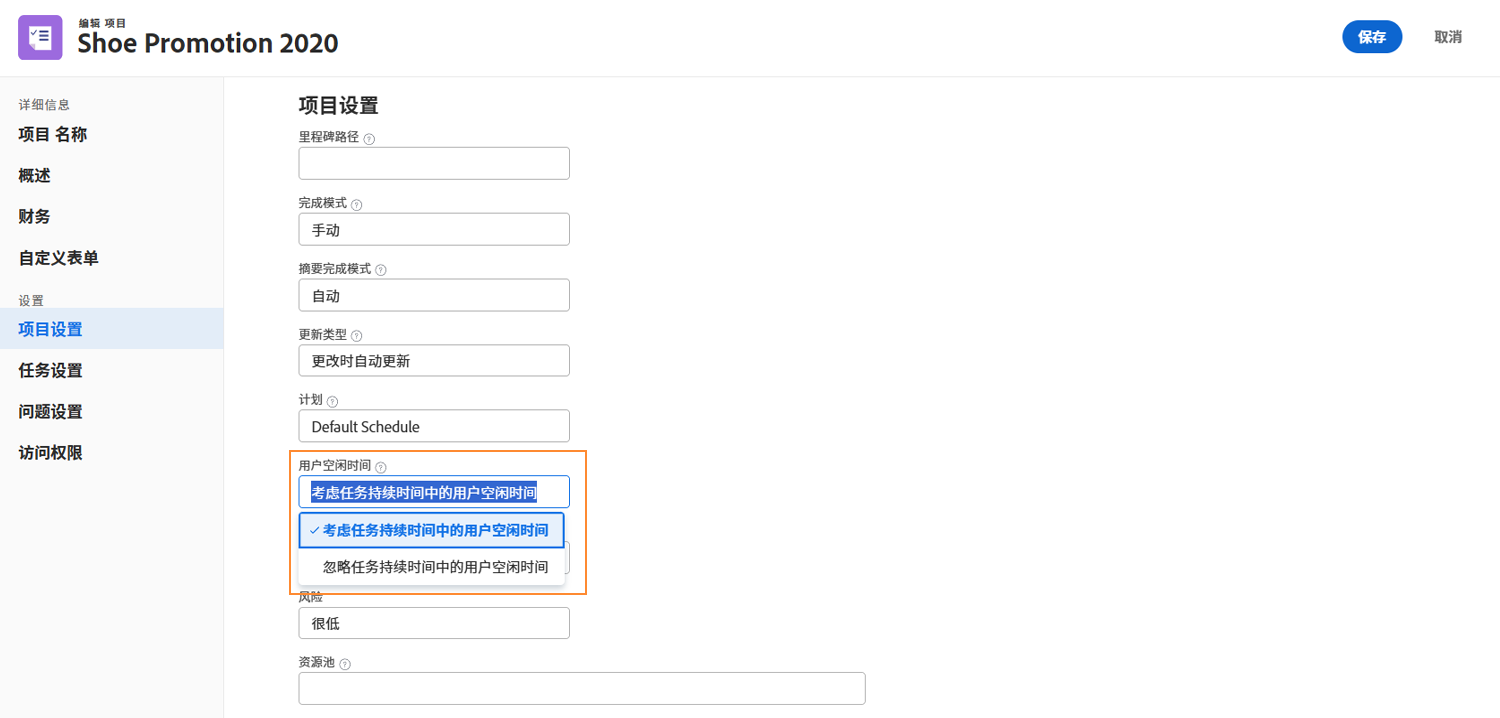 编辑 项目
Shoe Promotion 2020
保存
取消
详细信息
项目 名称
概述
财务
自定义表单
设置
项目设置
任务设置
问题设置
访问权限
项目设置
里程碑路径
完成模式
手动
摘要完成模式
自动
更新类型
更改时自动更新
计划
Default Schedule
用户空闲时间
考虑任务持续时间中的用户空闲时间
考虑任务持续时间中的用户空闲时间
忽略任务持续时间中的用户空闲时间
风险
很低
资源池